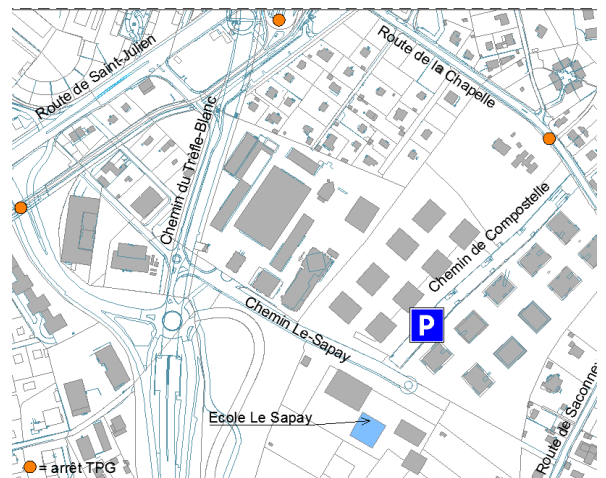 Route de Saint-Julien
Route de la Chapelle
Chemin du Trèfle-Blanc
Chemin de Compostelle
P
Chemin Le-Sapay
Ecole Le Sapay
Route de Saconnex
= arrêt TPG